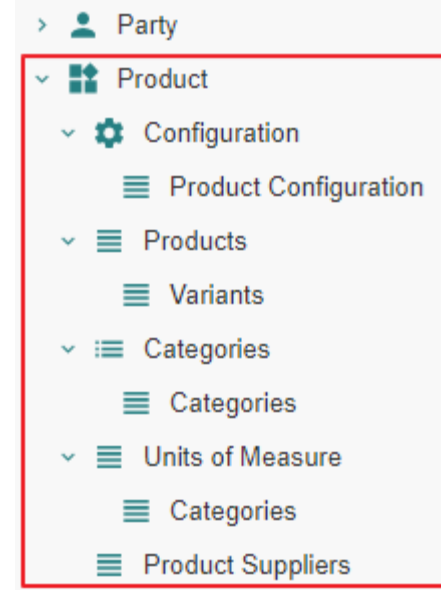 Party
Product
Configuration
Product Configuration
Products
Variants
Categories
Categories
Units of Measure
Categories
Product Suppliers